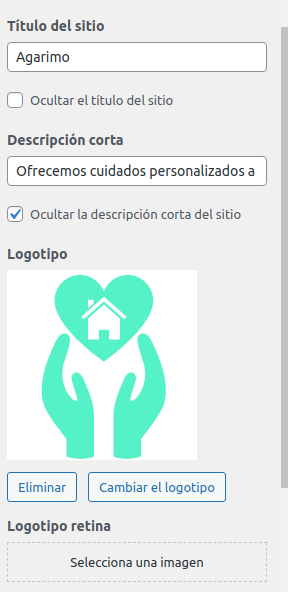 Título del sitio
Agarimo
Ocultar el título del sitio
Descripción corta
Ofrecemos cuidados personalizados a
Ocultar la descripción corta del sitio
Logotipo
Eliminar
Cambiar el logotipo
Logotipo retina
Selecciona una imagen